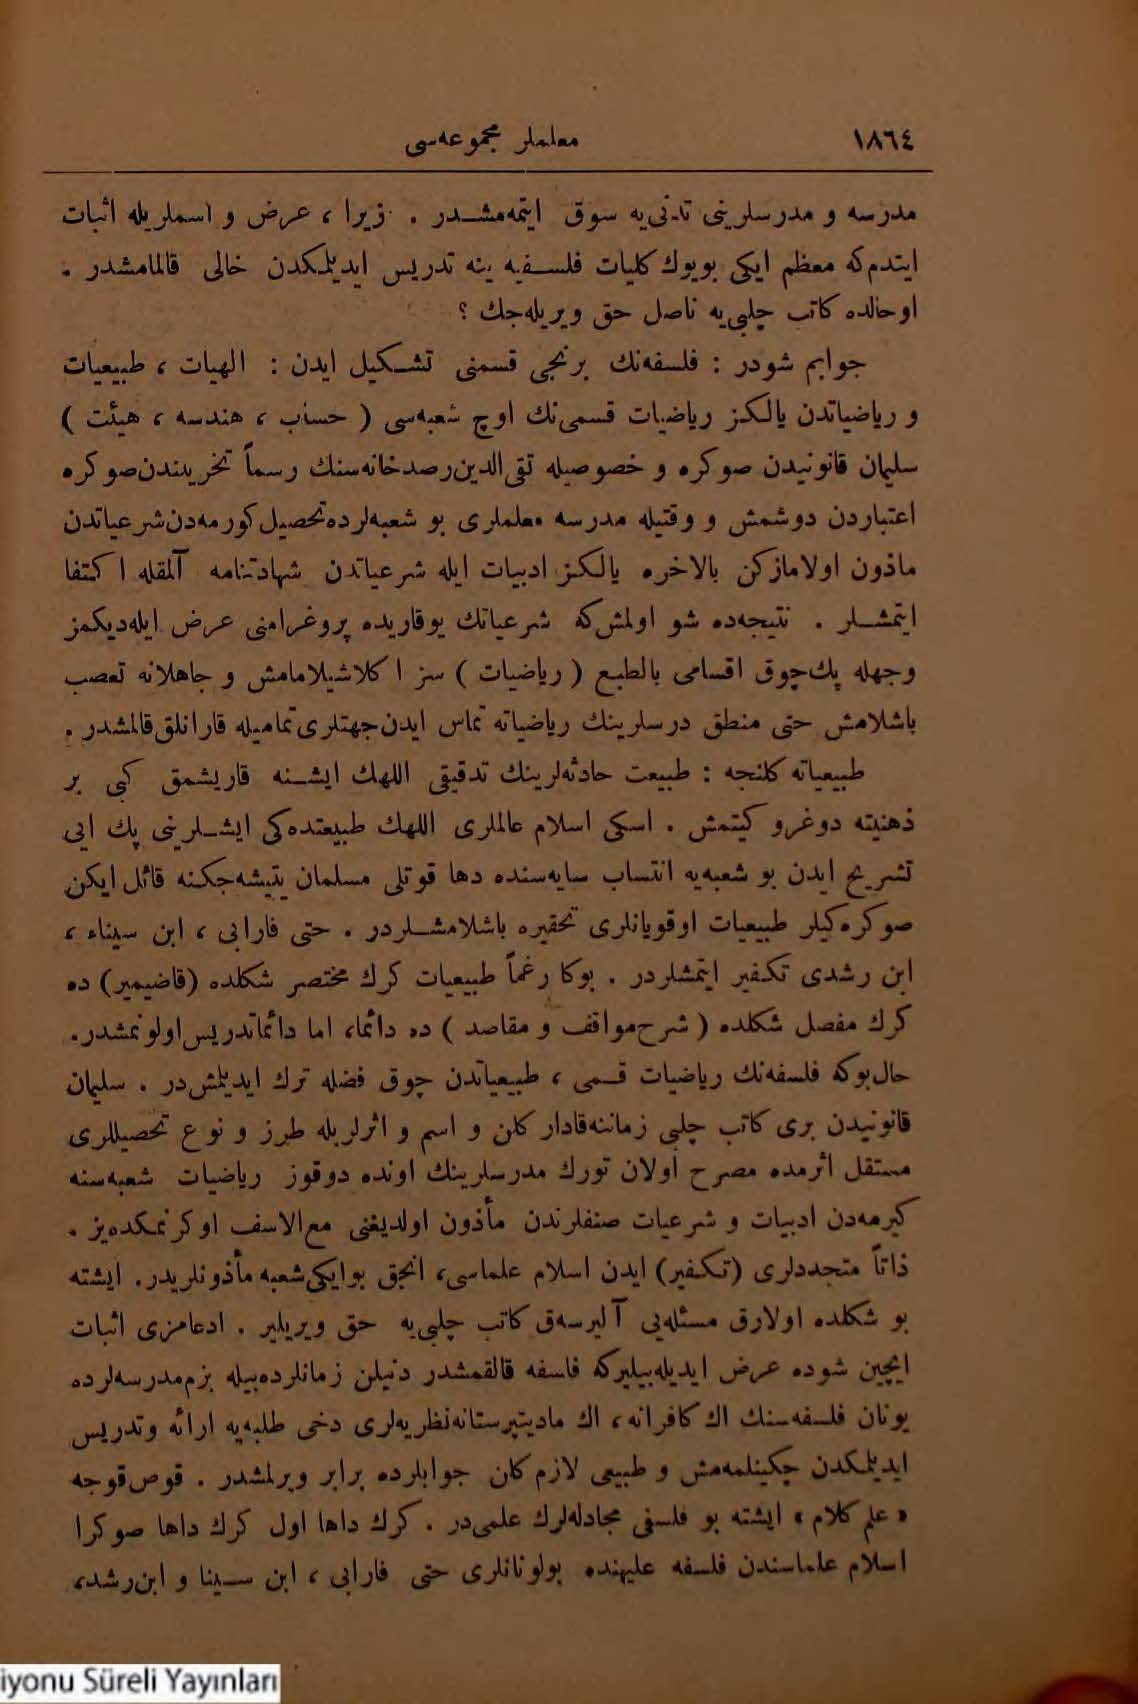 ١٨٦٤
معلملر مجموعه‌سی
مدرسه و مدرسلرینی تدنی‌یه سوق ایتمه‌مشدر . زیرا ، عرض و اسملریله اثبات
ایتدم‌که معظم ایکی بویوك کلیات فلسفیه ینه تدریس ایدیلمکدن خالی قالمامشدر .
اوحالده کاتب چلبی‌یه ناصل حق ویریله‌جك ؟
جوابم شودر : فلسفه‌نك برنجی قسمنی تشکیل ایدن : الهیات ، طبیعیات
و ریاضیاتدن یالکز ریاضیات قسمی‌نك اوچ شعبه‌سی ( حساب ، هندسه ، هیئت )
سلیمان قانونیدن صوکره و خصوصیله تقی‌الدین رصدخانه‌سنك رسماً تخریبندن صوکره
اعتباردن دوشمش و وقتیله مدرسه معلملری بو شعبه‌لرده تحصیل کورمه‌دن شرعیاتدن
ماذون اولامازکن بالاخره یالکز ادبیات ایله شرعیاتدن شهادتنامه آلمقله اکتفا
ایتمشلر . نتیجه‌ده شو اولمش‌که شرعیاتك یوقاریده پروغرامنی عرض ایله‌دیکمز
وجهله پك‌چوق اقسامی بالطبع ( ریاضیات ) سز اکلاشیلامامش و جاهلانه تعصب
باشلامش حتی منطق درسلرینك ریاضیاته تماس ایدن جهتلری تمامیله قارانلق قالمشدر .
طبیعیاته کلنجه : طبیعت حادثه‌لرینك تدقیقی اللهك ایشنه قاریشمق کبی بر
ذهنیته دوغرو کیتمش . اسکی اسلام عالملری اللهك طبیعتده‌کی ایشلرینی پك ایی
تشریح ایدن بو شعبه‌یه انتساب سایه‌سنده دها قوتلی مسلمان یتیشه‌جکنه قائل ایکن
صوکره‌کیلر طبیعیات اوقویانلری تحقیره باشلامشلردر . حتی فارابی ، ابن سیناء ،
ابن رشدی تکفیر ایتمشلردر . بوکا رغماً طبیعیات کرك مختصر شکلده (قاضیمیر) ده
کرك مفصل شکلده ( شرح‌مواقف و مقاصد ) ده دائما، اما دائما تدریس اولونمشدر.
حال‌بوکه فلسفه‌نك ریاضیات قسمی ، طبیعیاتدن چوق فضله ترك ایدیلمش‌در . سلیمان
قانونیدن بری کاتب چلبی زماننه‌قادار کلن و اسم و اثرلریله طرز و نوع تحصیللری
مستقل اثرمده مصرح اولان تورك مدرسلرینك اونده دوقوز ریاضیات شعبه‌سنه
کیرمه‌دن ادبیات و شرعیات صنفلرندن مأذون اولدیغنی مع‌الاسف اوکرنمکده‌یز .
ذاتاً متجددلری (تکفیر) ایدن اسلام علماسی، انجق بوایکی شعبه مأذونلریدر. ایشته
بو شکلده اولارق مسئله‌یی آلیرسه‌ق کاتب چلبی‌یه حق ویریلیر . ادعامزی اثبات
ایچین شوده عرض ایدیله‌بیلیرکه فلسفه قالقمشدر دنیلن زمانلرده‌بیله بزم مدرسه‌لرده
یونان فلسفه‌سنك اك کافرانه، اك مادیتپرستانه نظریه‌لری دخی طلبه‌یه ارائه وتدریس
ایدیلمکدن چکینلمه‌مش و طبیعی لازم کلن جوابلرده برابر ویرلمشدر . قوص‌قوجه
« علم کلام » ایشته بو فلسفی مجادله‌لرك علمی‌در . کرك داها اول کرك داها صوکرا
اسلام علماسندن فلسفه علیهنده بولونانلری حتی فارابی ، ابن سینا و ابن‌رشد،
iyonu Süreli Yayınları